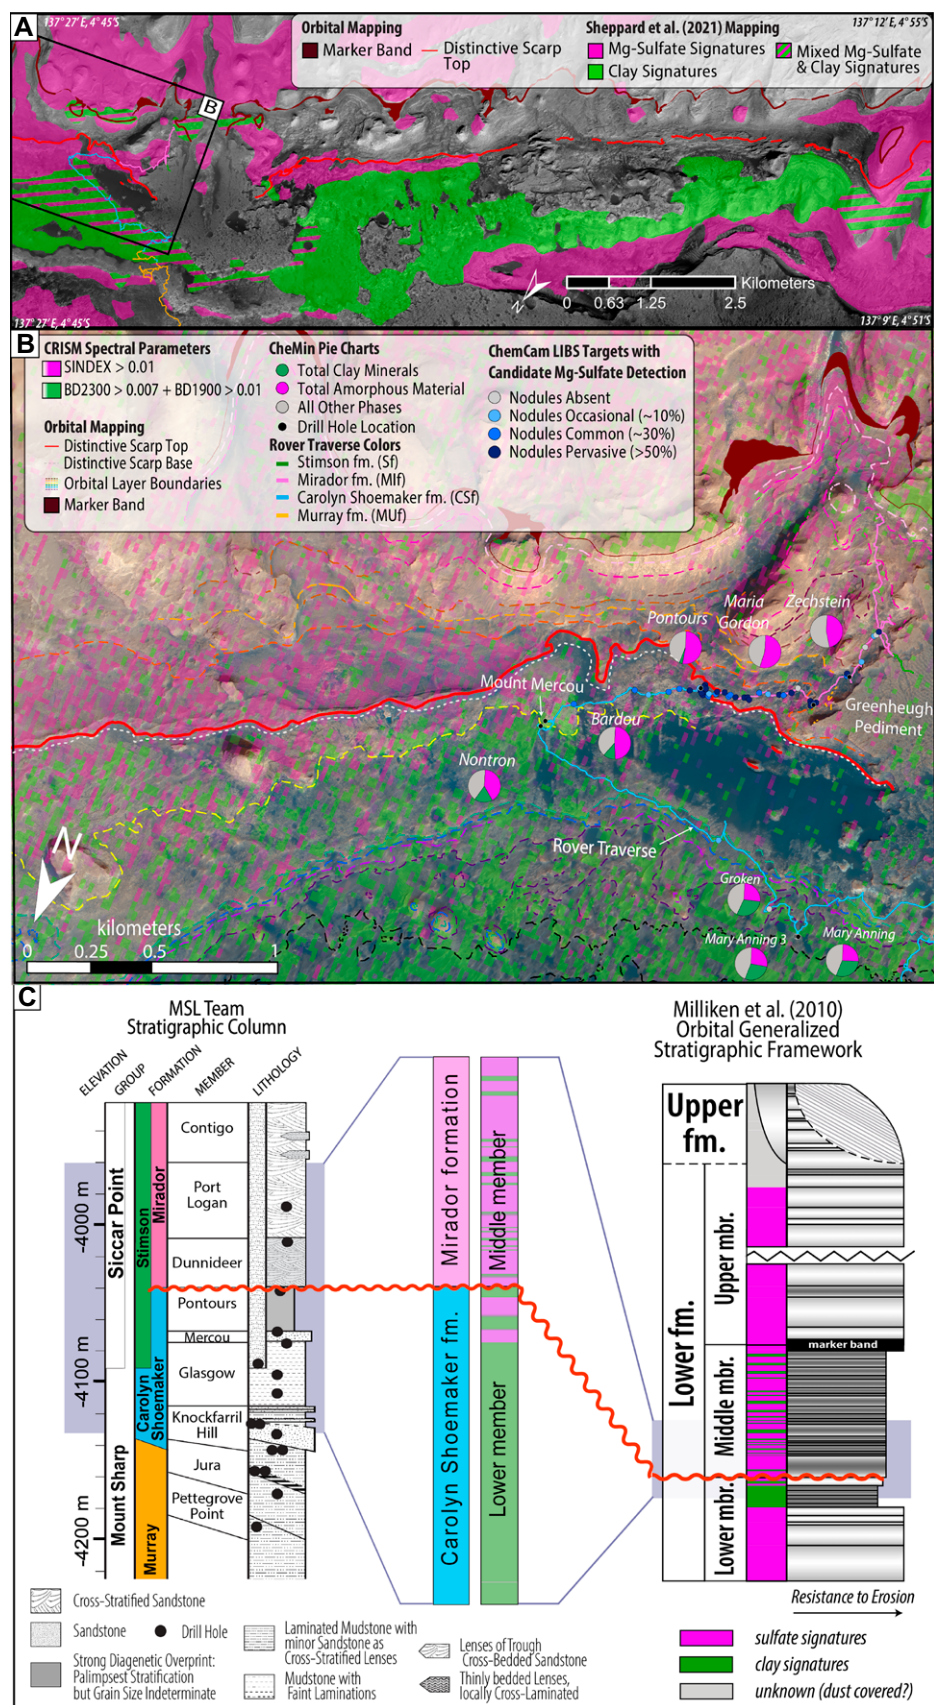 A
137° 27' E, 4° 45'S
137° 12' E, 4° 55'S
Orbital Mapping
Marker Band
Distinctive Scarp Top
Sheppard et al. (2021) Mapping
Mg-Sulfate Signatures
Clay Signatures
Mixed Mg-Sulfate & Clay Signatures
B
N
Kilometers
0 0.63 1.25 2.5
137° 27' E, 4° 45'S
137° 9' E, 4° 51'S
B
CRISM Spectral Parameters
SINDEX > 0.01
BD2300 > 0.007 + BD1900 > 0.01
Orbital Mapping
Distinctive Scarp Top
Distinctive Scarp Base
Orbital Layer Boundaries
Marker Band
CheMin Pie Charts
Total Clay Minerals
Total Amorphous Material
All Other Phases
Drill Hole Location
Rover Traverse Colors
Stimson fm. (Sf)
Mirador fm. (MIf)
Carolyn Shoemaker fm. (CSf)
Murray fm. (MUf)
ChemCam LIBS Targets with
Candidate Mg-Sulfate Detection
Nodules Absent
Nodules Occasional (~10%)
Nodules Common (~30%)
Nodules Pervasive (>50%)
Pontours
Maria
Gordon
Zechstein
Mount Mercou
Bardou
Greenheugh
Pediment
Nontron
Rover Traverse
Groken
Mary Anning 3
Mary Anning
N
kilometers
0 0.25 0.5 1
C
MSL Team
Stratigraphic Column
ELEVATION
GROUP
FORMATION
MEMBER
LITHOLOGY
-4000 m
-4100 m
-4200 m
Siccar Point
Mount Sharp
Stimson
Mirador
Carolyn
Shoemaker
Murray
Contigo
Port
Logan
Dunnideer
Pontours
Mercou
Glasgow
Knockfarril
Hill
Jura
Pettegrove
Point
Mirador formation
Carolyn Shoemaker fm.
Middle member
Lower member
Milliken et al. (2010)
Orbital Generalized
Stratigraphic Framework
Upper
fm.
Lower fm.
Upper mbr.
Middle mbr.
Lower mbr.
marker band
Resistance to Erosion
Cross-Stratified Sandstone
Sandstone
Drill Hole
Strong Diagenetic Overprint:
Palimpsest Stratification
but Grain Size Indeterminate
Laminated Mudstone with
minor Sandstone as
Cross-Stratified Lenses
Mudstone with
Faint Laminations
Lenses of Trough
Cross-Bedded Sandstone
Thinly bedded Lenses,
locally Cross-Laminated
sulfate signatures
clay signatures
unknown (dust covered?)